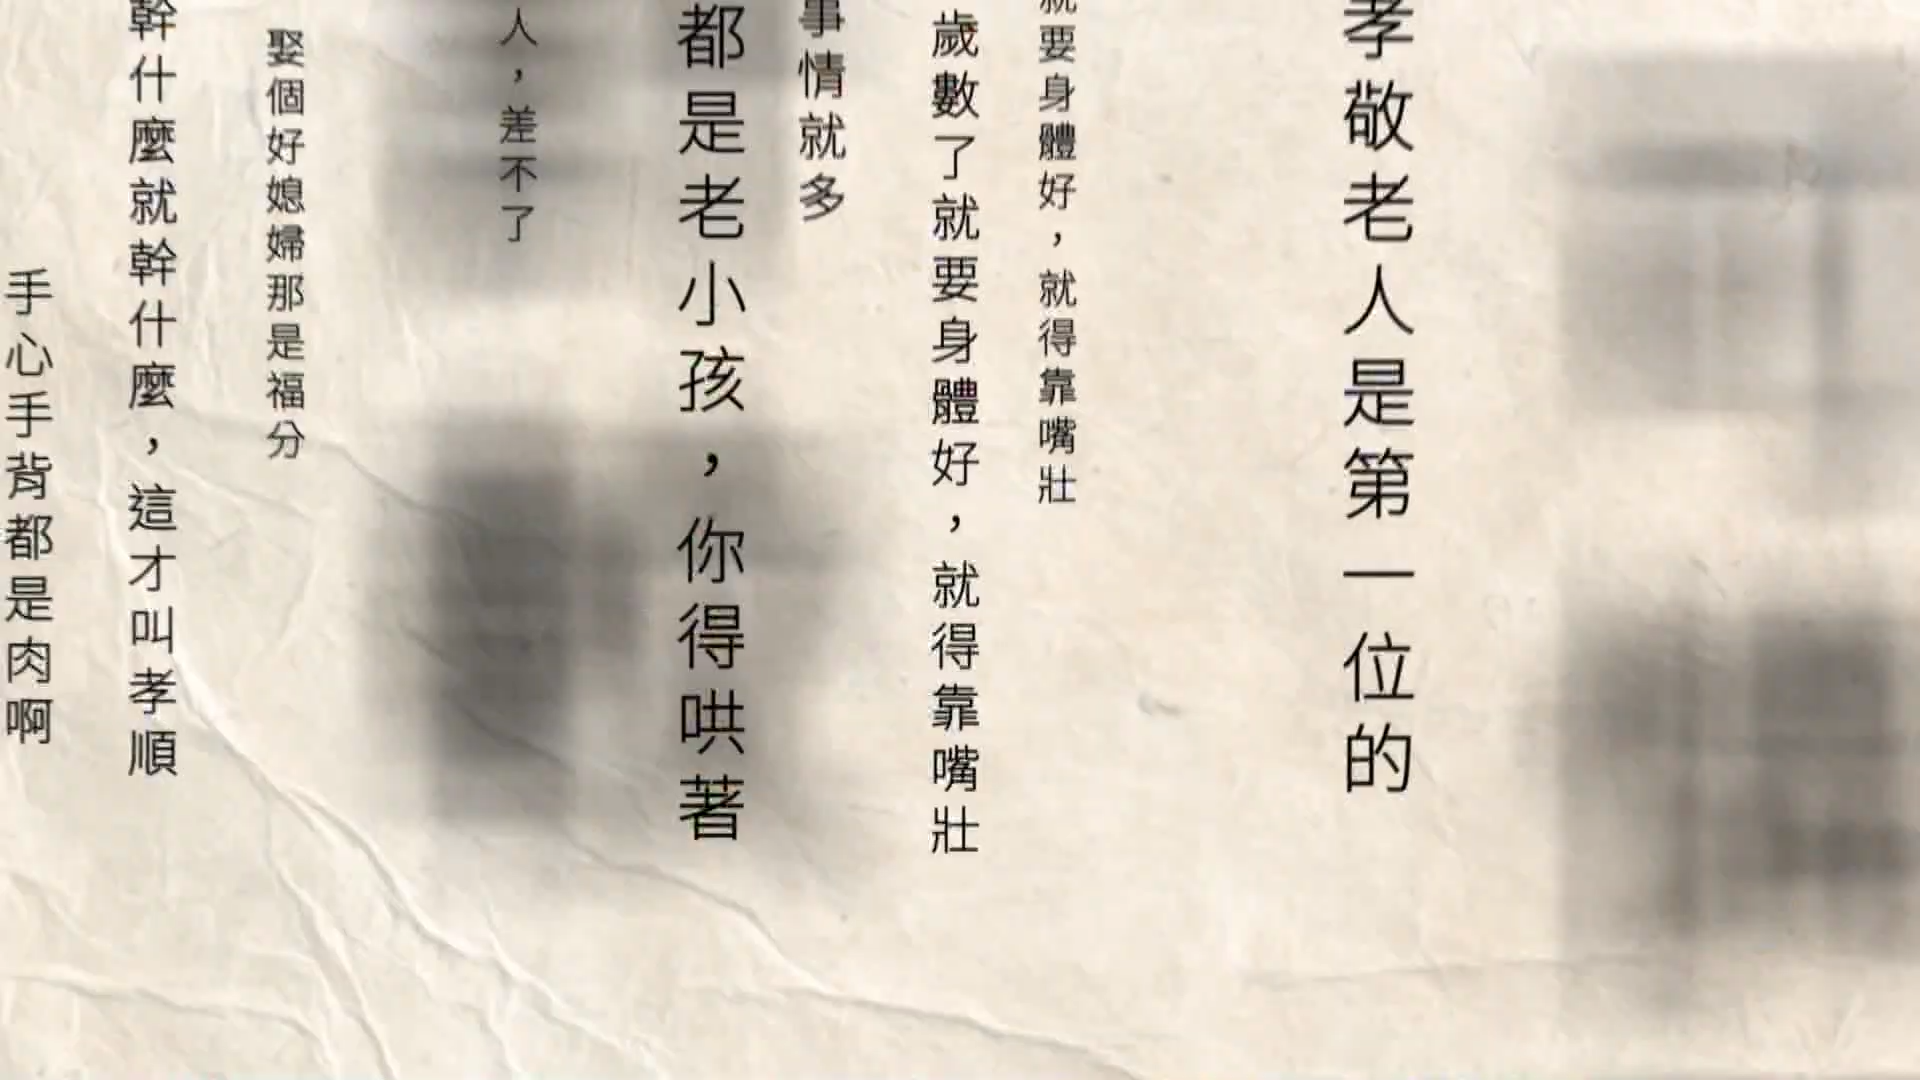 孝敬老人是第一位的
就要身體好，就得靠嘴壯
歲數了就要身體好，就得靠嘴壯
事情就多
都是老小孩，你得哄著
人，差不了
娶個好媳婦那是福分
幹什麼就幹什麼，這才叫孝順
手心手背都是肉啊